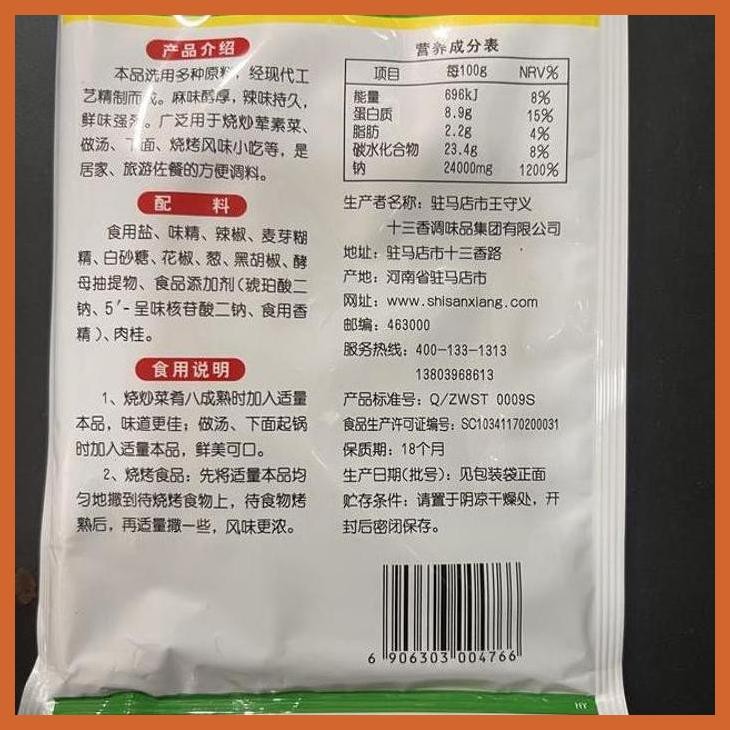 产品介绍
本品选用多种原料，经现代工
艺精制而成。麻味醇厚，辣味持久，
鲜味强烈。广泛用于烧炒荤素菜、
做汤、下面、烧烤风味小吃等，是
居家、旅游佐餐的方便调料。
配 料
食用盐、味精、辣椒、麦芽糊
精、白砂糖、花椒、葱、黑胡椒、酵
母抽提物、食品添加剂(琥珀酸二
钠、5′-呈味核苷酸二钠、食用香
精)、肉桂。
食用说明
1、烧炒菜肴八成熟时加入适量
本品，味道更佳；做汤、下面起锅
时加入适量本品，鲜美可口。
2、烧烤食品：先将适量本品均
匀地撒到待烧烤食物上，待食物烤
熟后，再适量撒一些，风味更浓。
营养成分表
项目 每100g NRV%
能量 696kJ 8%
蛋白质 8.9g 15%
脂肪 2.2g 4%
碳水化合物 23.4g 8%
钠 24000mg 1200%
生产者名称：驻马店市王守义
十三香调味品集团有限公司
地址：驻马店市十三香路
产地：河南省驻马店市
网址：www.shisanxiang.com
邮编：463000
服务热线：400-133-1313
13803968613
产品标准号：Q/ZWST 0009S
食品生产许可证编号：SC10341170200031
保质期：18个月
生产日期(批号)：见包装袋正面
贮存条件：请置于阴凉干燥处，开
封后密闭保存。
6 906303 004766
HY